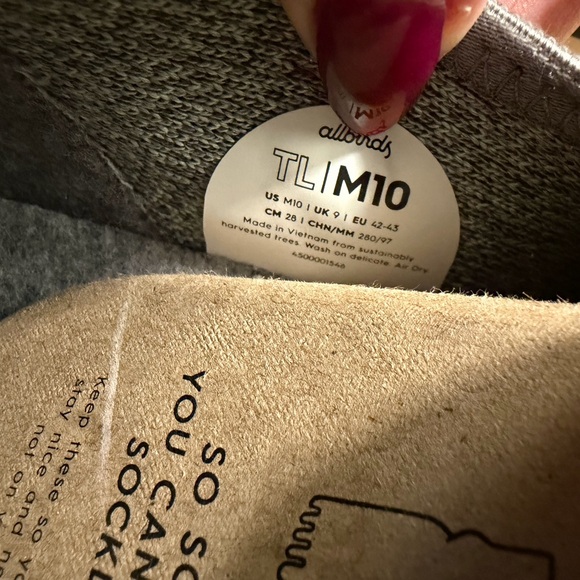 allbirds
TL|M10
US M10 | UK 9 | EU 42-43
CM 28 | CHN/MM 280/97
Made in Vietnam from sustainably
harvested trees. Wash on delicate. Air Dry.
4500001546
SO SO
YOU CAN
SOCKL
keep these so yo
stay nice and
not on y